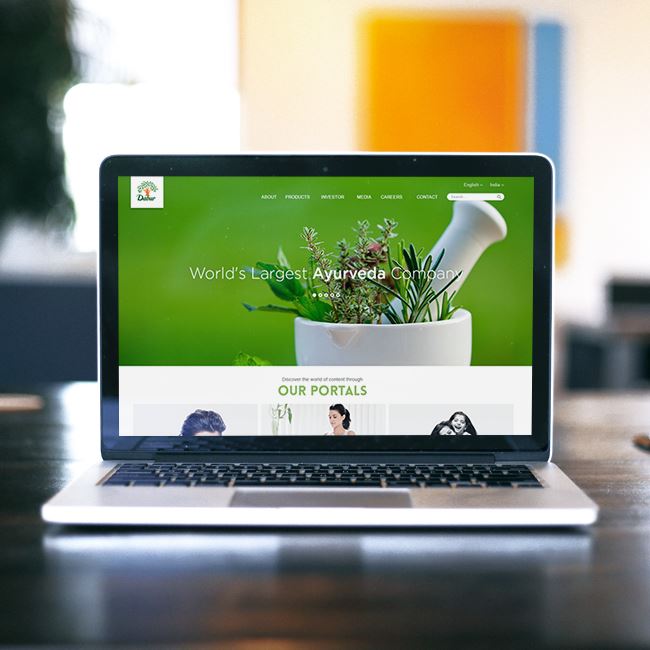 Dabur
English
India
ABOUT PRODUCTS INVESTOR MEDIA CAREERS CONTACT
Search...
World's Largest Ayurveda Company
Discover the world of content through
OUR PORTALS